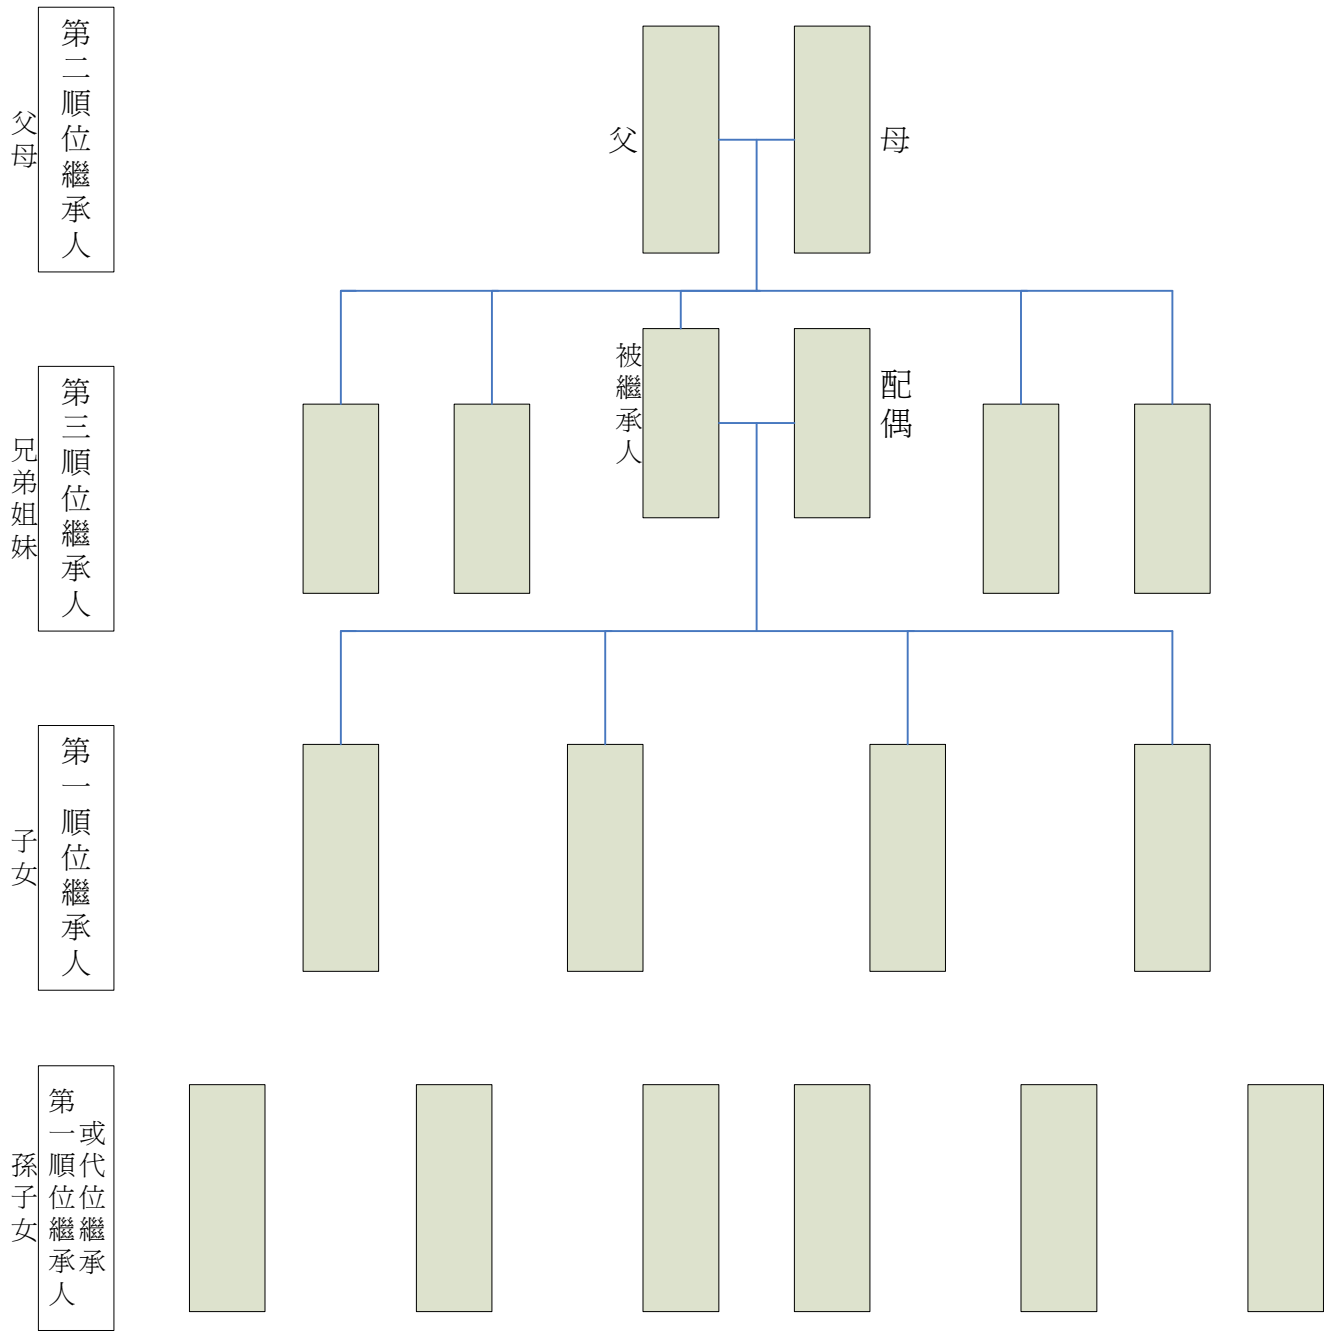 父母
第二順位繼承人
父
母
兄弟姐妹
第三順位繼承人
被繼承人
配偶
子女
第一順位繼承人
孫子女
第一順位繼承人
或代位繼承